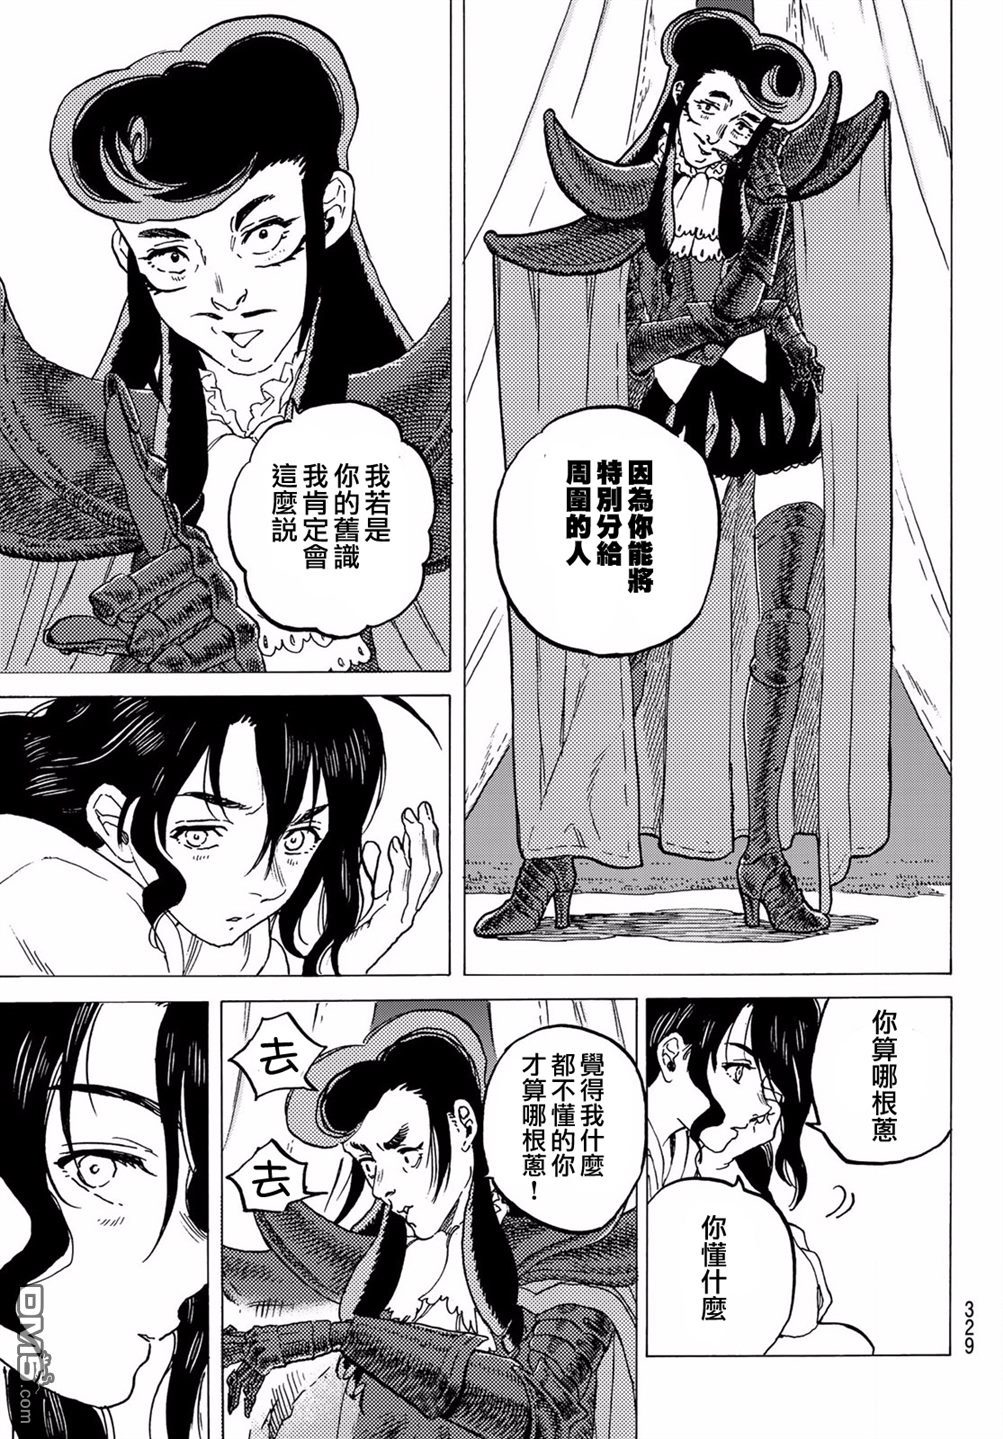 因為你能將
特別分給
周圍的人
我若是
你的舊識
我肯定會
這麼説
你算哪根蔥
你懂什麼
覺得我什麼
都不懂的你
才算哪根蔥！
去
去
329
DM5
.com